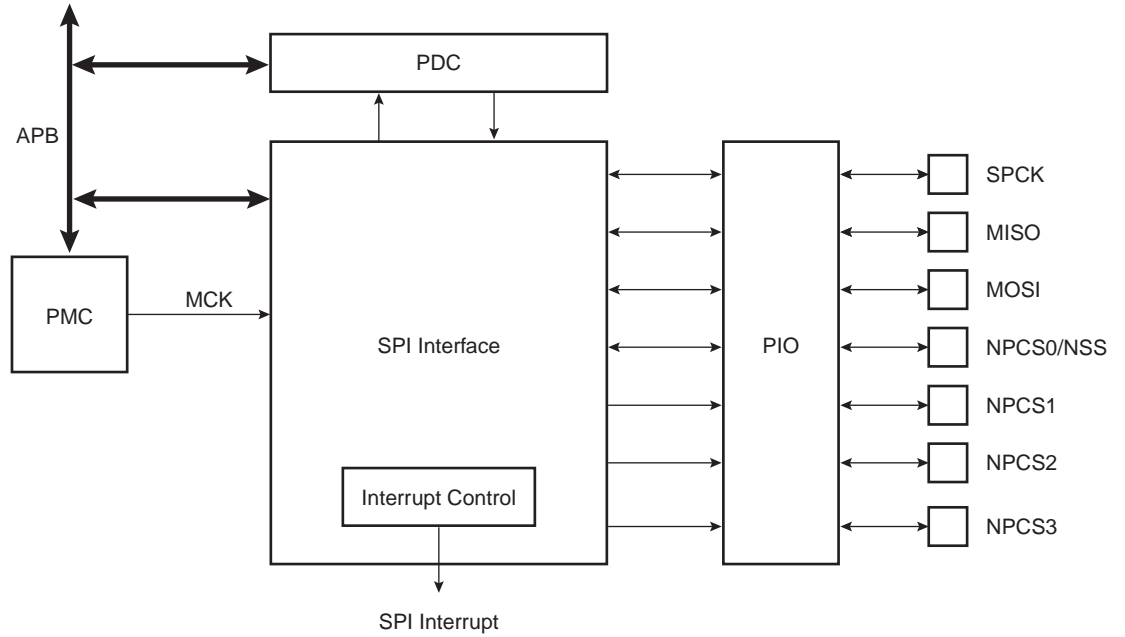 PDC
APB
SPCK
MISO
MOSI
MCK
PMC
SPI Interface
PIO
NPCS0/NSS
NPCS1
NPCS2
Interrupt Control
NPCS3
SPI Interrupt